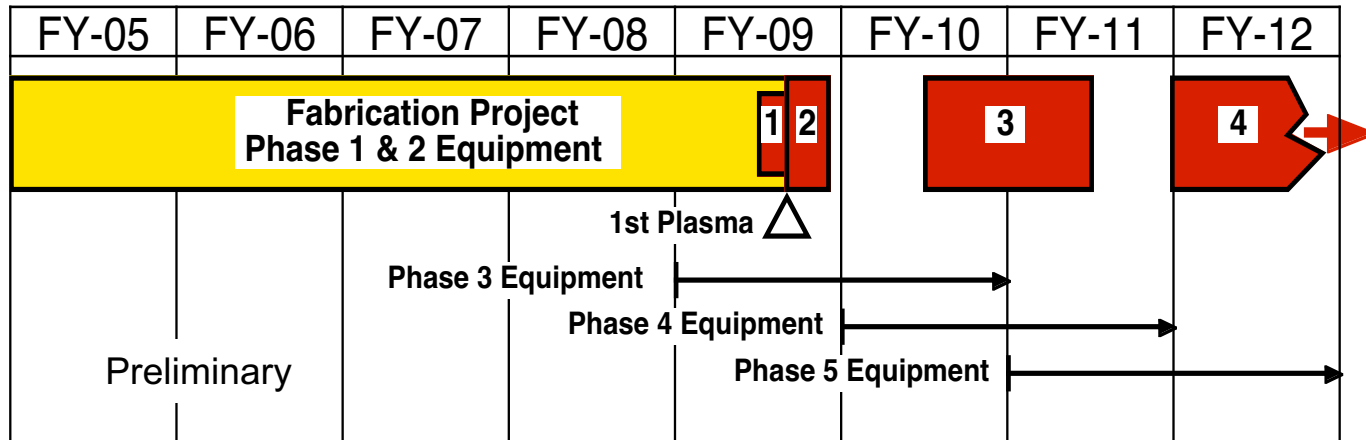 FY-05 FY-06 FY-07 FY-08 FY-09 FY-10 FY-11 FY-12
Fabrication Project
Phase 1 & 2 Equipment
1 2 3 4
1st Plasma
Phase 3 Equipment
Phase 4 Equipment
Phase 5 Equipment
Preliminary